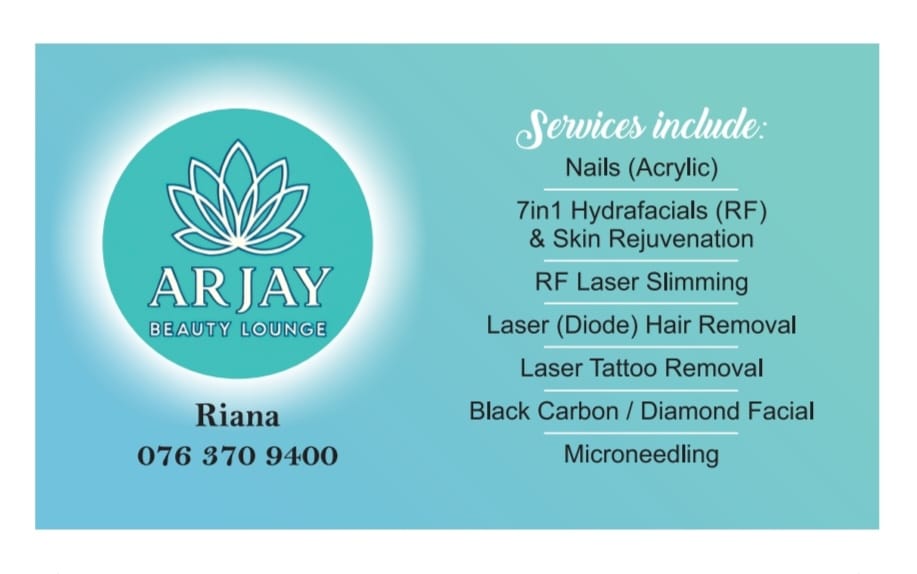 ARJAY
BEAUTY LOUNGE
Riana
076 370 9400
Services include:
Nails (Acrylic)
7in1 Hydrafacials (RF)
& Skin Rejuvenation
RF Laser Slimming
Laser (Diode) Hair Removal
Laser Tattoo Removal
Black Carbon / Diamond Facial
Microneedling